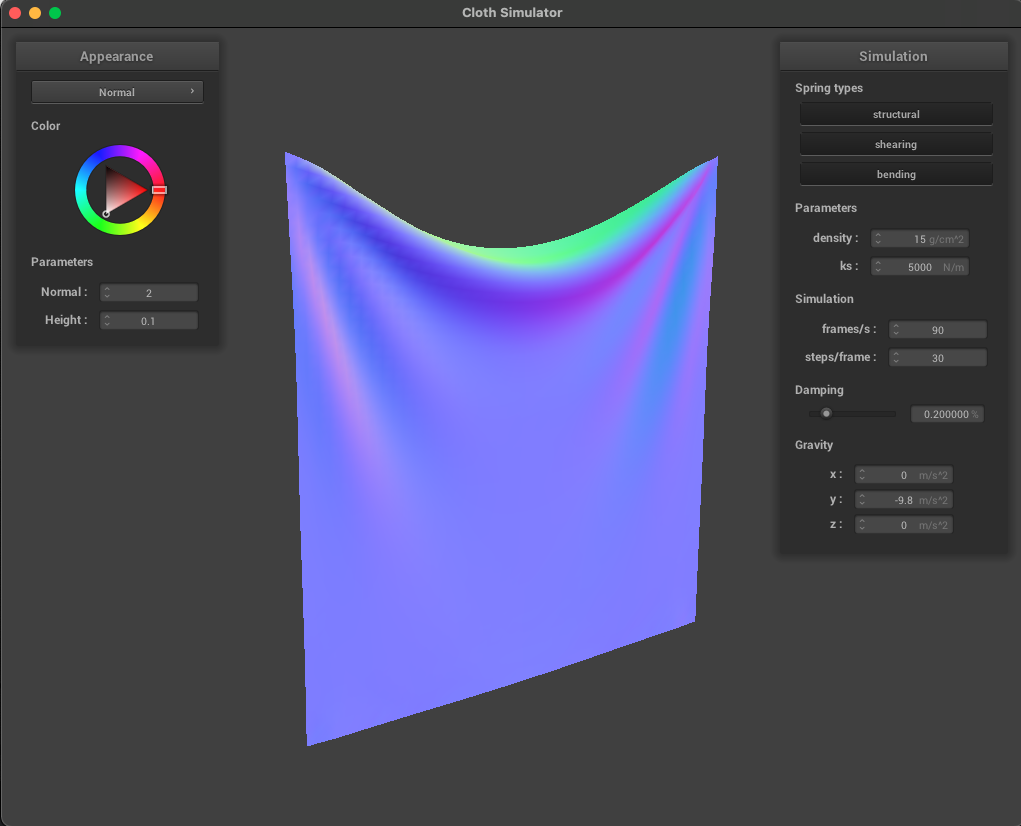 Cloth Simulator
Appearance
Normal
Color
Parameters
Normal : 2
Height : 0.1
Simulation
Spring types
structural
shearing
bending
Parameters
density : 15 g/cm^2
ks : 5000 N/m
Simulation
frames/s : 90
steps/frame : 30
Damping
0.200000 %
Gravity
x : 0 m/s^2
y : -9.8 m/s^2
z : 0 m/s^2